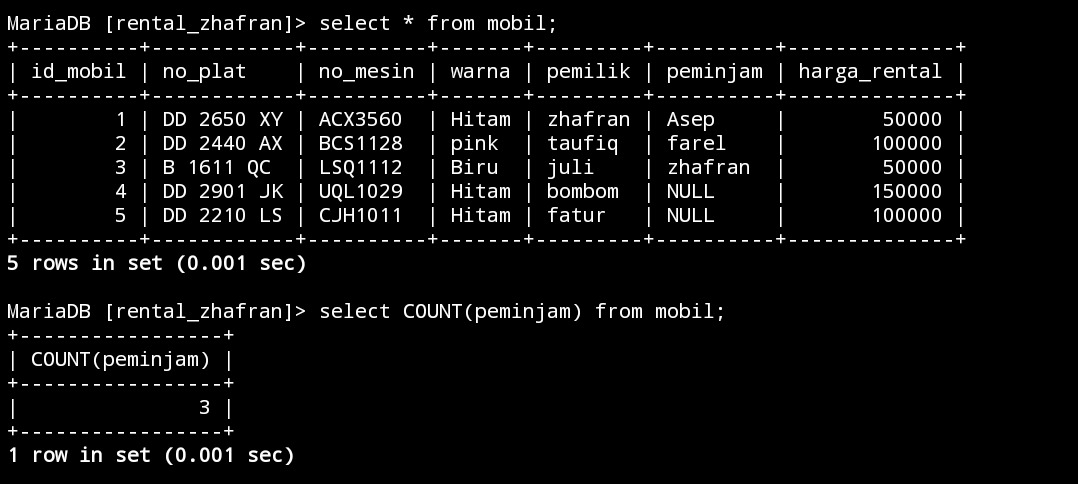 MariaDB [rental_zhafran]> select * from mobil;
+----------+------------+----------+-------+---------+----------+--------------+
| id_mobil | no_plat    | no_mesin | warna | pemilik | peminjam | harga_rental |
+----------+------------+----------+-------+---------+----------+--------------+
|        1 | DD 2650 XY | ACX3560  | Hitam | zhafran | Asep     |        50000 |
|        2 | DD 2440 AX | BCS1128  | pink  | taufiq  | farel    |       100000 |
|        3 | B 1611 QC  | LSQ1112  | Biru  | juli    | zhafran  |        50000 |
|        4 | DD 2901 JK | UQL1029  | Hitam | bombom  | NULL     |       150000 |
|        5 | DD 2210 LS | CJH1011  | Hitam | fatur   | NULL     |       100000 |
+----------+------------+----------+-------+---------+----------+--------------+
5 rows in set (0.001 sec)
MariaDB [rental_zhafran]> select COUNT(peminjam) from mobil;
+-----------------+
| COUNT(peminjam) |
+-----------------+
|               3 |
+-----------------+
1 row in set (0.001 sec)